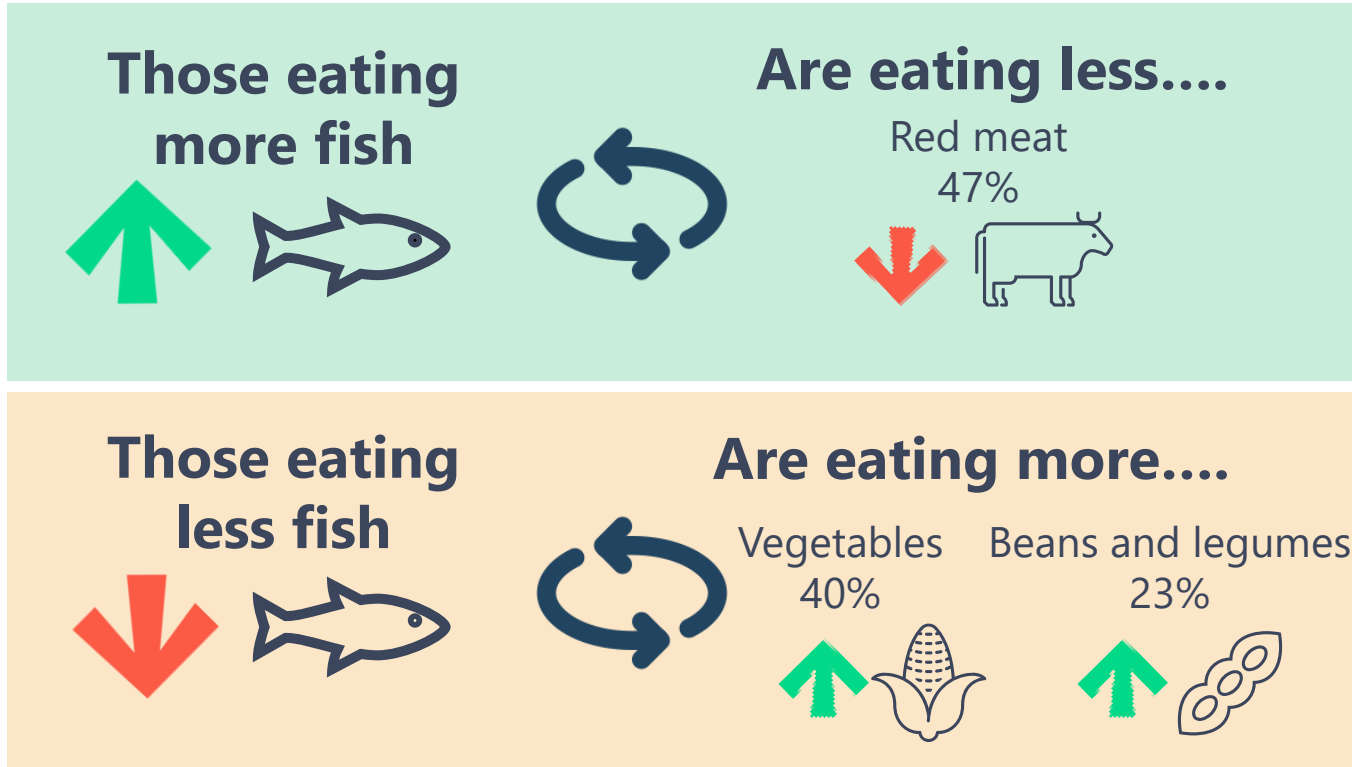 Those eating
more fish
Are eating less....
Red meat
47%
Those eating
less fish
Are eating more....
Vegetables
40%
Beans and legumes
23%